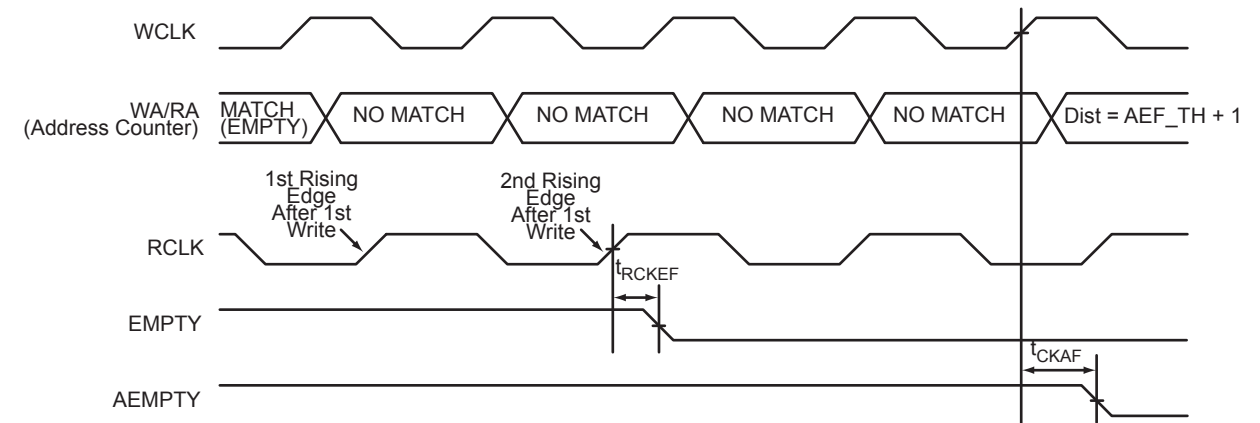 WCLK
WA/RA
(Address Counter)
MATCH
(EMPTY)
NO MATCH
NO MATCH
NO MATCH
NO MATCH
Dist = AEF_TH + 1
1st Rising
Edge
After 1st
Write
2nd Rising
Edge
After 1st
Write
RCLK
tRCKEF
EMPTY
tCKAF
AEMPTY